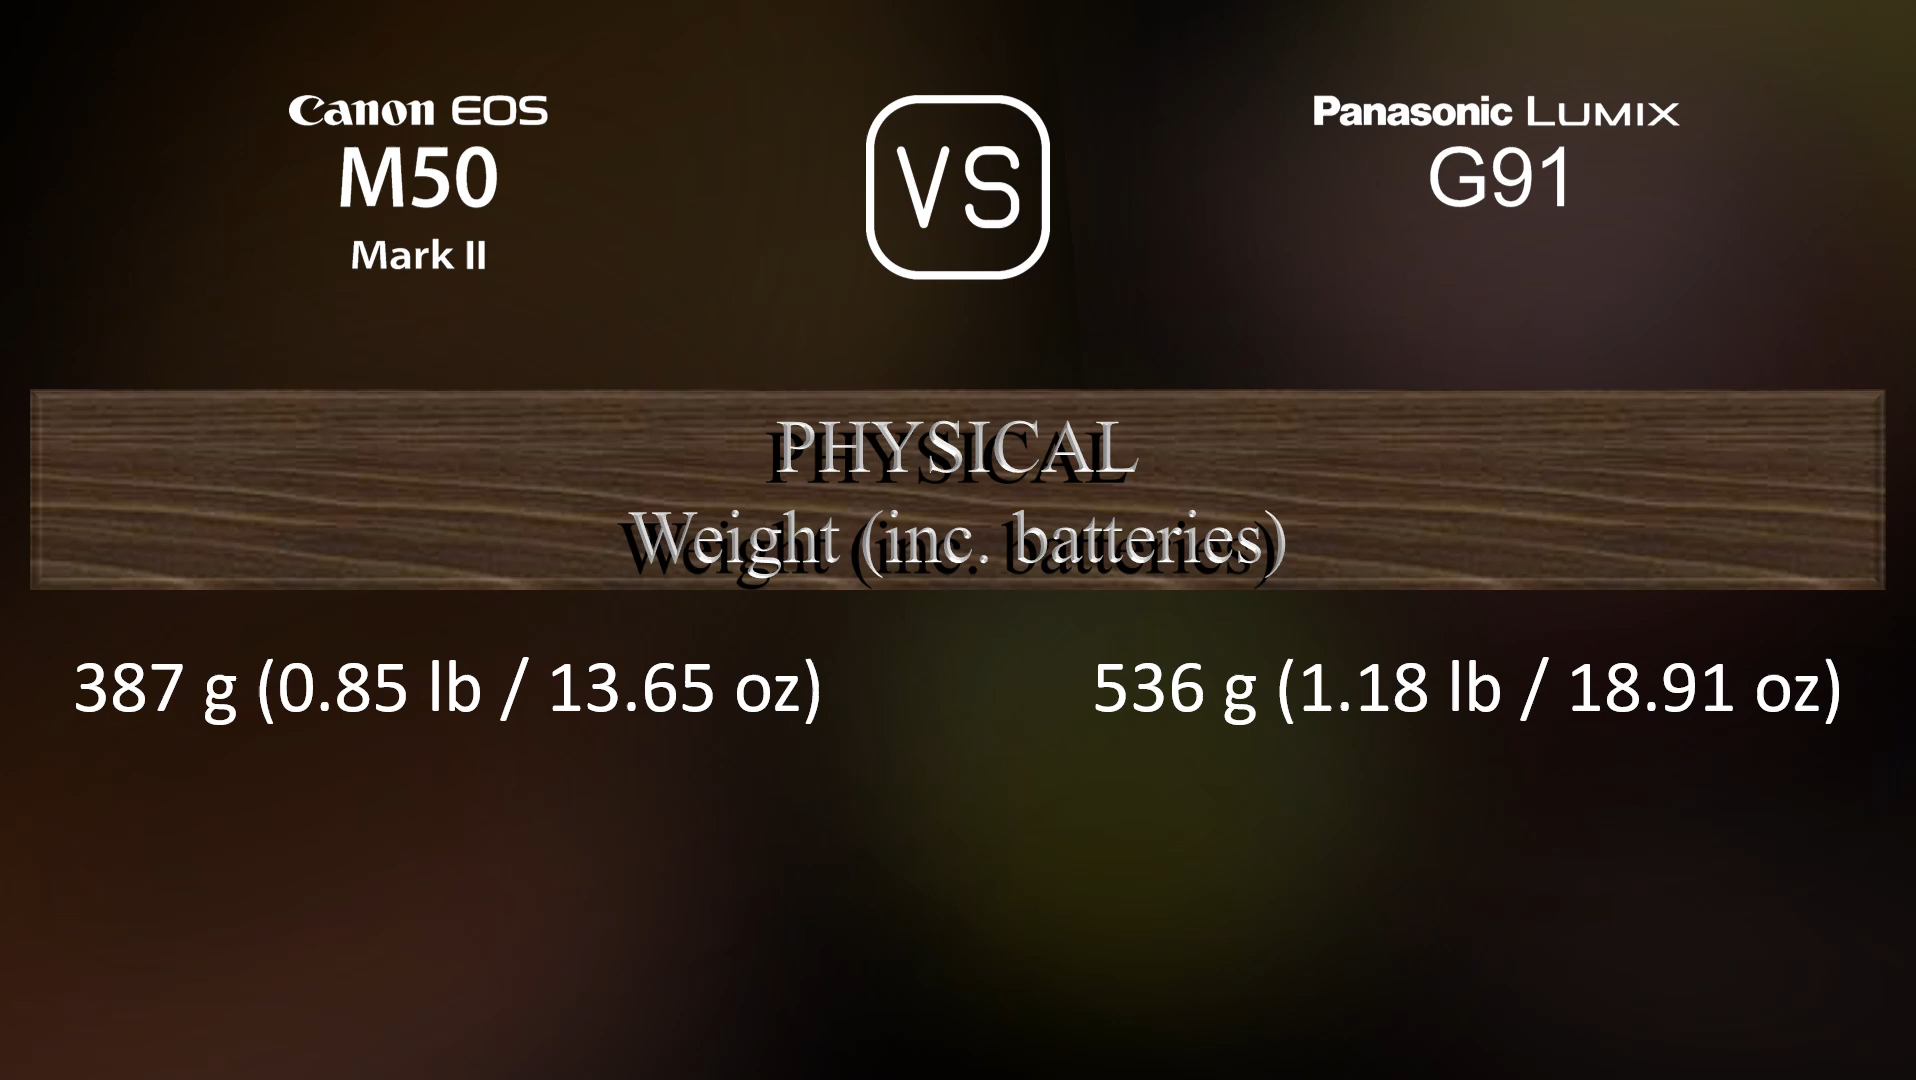 Canon EOS
M50
Mark II
VS
Panasonic LUMIX
G91
PHYSICAL
Weight (inc. batteries)
387 g (0.85 lb / 13.65 oz)
536 g (1.18 lb / 18.91 oz)